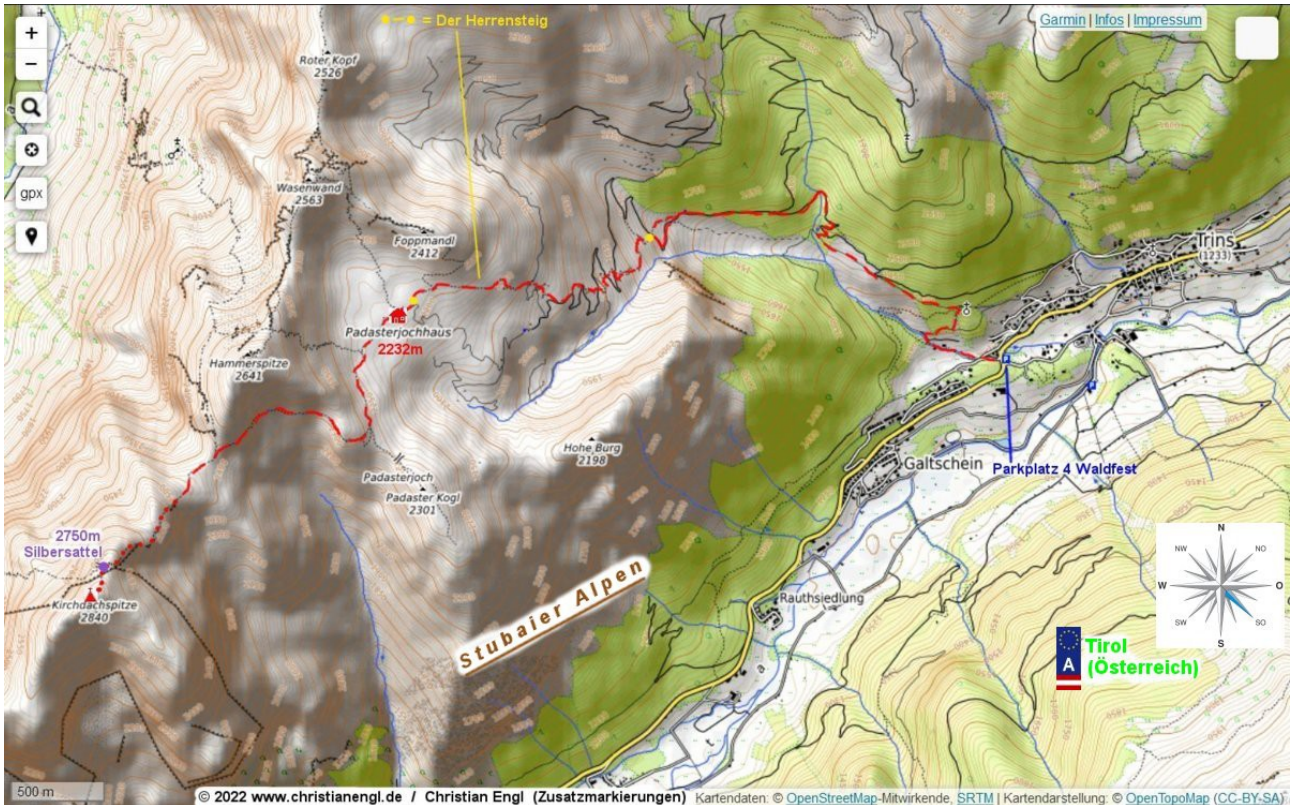 = Der Herrensteig
Garmin | Infos | Impressum
+
−
gpx
Roter Kopf
2526
Wasenwand
2563
Foppmandl
2412
Trins
(1233)
Padasterjochhaus
2232m
Hammerspitze
2641
Hohe Burg
2198
Galtschein
Parkplatz 4 Waldfest
Padasterjoch
Padaster Kogl
2301
2750m
Silbersattel
Kirchdachspitze
2840
Stubaier Alpen
Rauthsiedlung
N
NW
NO
W
O
SW
SO
S
A
Tirol
(Österreich)
500 m
© 2022 www.christianengl.de / Christian Engl (Zusatzmarkierungen) Kartendaten: © OpenStreetMap-Mitwirkende, SRTM | Kartendarstellung: © OpenTopoMap (CC-BY-SA)